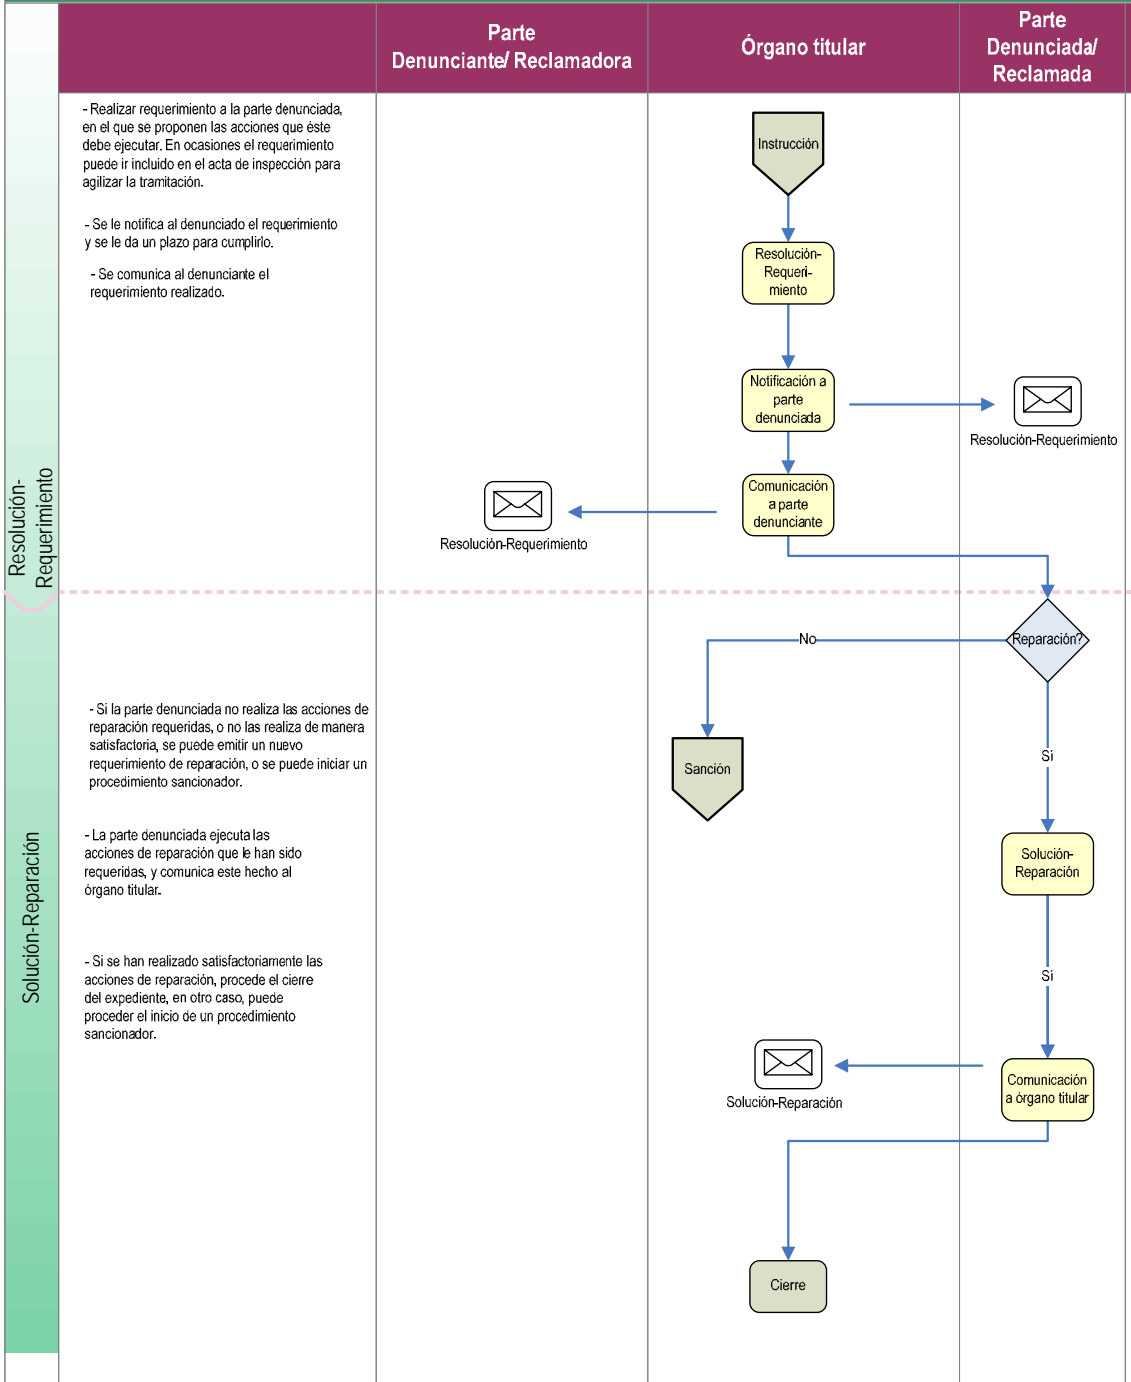 Parte
Denunciante/ Reclamadora
Órgano titular
Parte
Denunciada/
Reclamada
Resolución-
Requerimiento
- Realizar requerimiento a la parte denunciada,
en el que se proponen las acciones que éste
debe ejecutar. En ocasiones el requerimiento
puede ir incluido en el acta de inspección para
agilizar la tramitación.
- Se le notifica al denunciado el requerimiento
y se le da un plazo para cumplirlo.
- Se comunica al denunciante el
requerimiento realizado.
Instrucción
Resolución-
Requeri-
miento
Notificación a
parte
denunciada
Resolución-Requerimiento
Comunicación
a parte
denunciante
Resolución-Requerimiento
Reparación?
No
Sanción
Sí
Solución-Reparación
- Si la parte denunciada no realiza las acciones de
reparación requeridas, o no las realiza de manera
satisfactoria, se puede emitir un nuevo
requerimiento de reparación, o se puede iniciar un
procedimiento sancionador.
- La parte denunciada ejecuta las
acciones de reparación que le han sido
requeridas, y comunica este hecho al
órgano titular.
- Si se han realizado satisfactoriamente las
acciones de reparación, procede el cierre
del expediente, en otro caso, puede
proceder el inicio de un procedimiento
sancionador.
Solución-
Reparación
Sí
Comunicación
a órgano titular
Solución-Reparación
Cierre